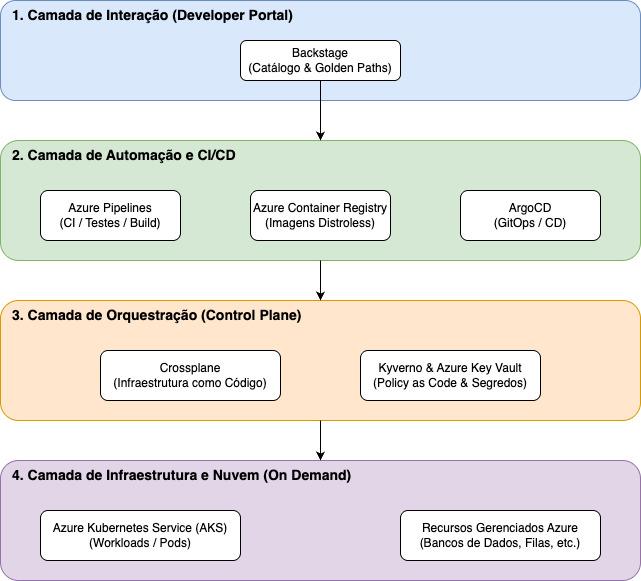 1. Camada de Interação (Developer Portal)
Backstage
(Catálogo & Golden Paths)
2. Camada de Automação e CI/CD
Azure Pipelines
(CI / Testes / Build)
Azure Container Registry
(Imagens Distroless)
ArgoCD
(GitOps / CD)
3. Camada de Orquestração (Control Plane)
Crossplane
(Infraestrutura como Código)
Kyverno & Azure Key Vault
(Policy as Code & Segredos)
4. Camada de Infraestrutura e Nuvem (On Demand)
Azure Kubernetes Service (AKS)
(Workloads / Pods)
Recursos Gerenciados Azure
(Bancos de Dados, Filas, etc.)